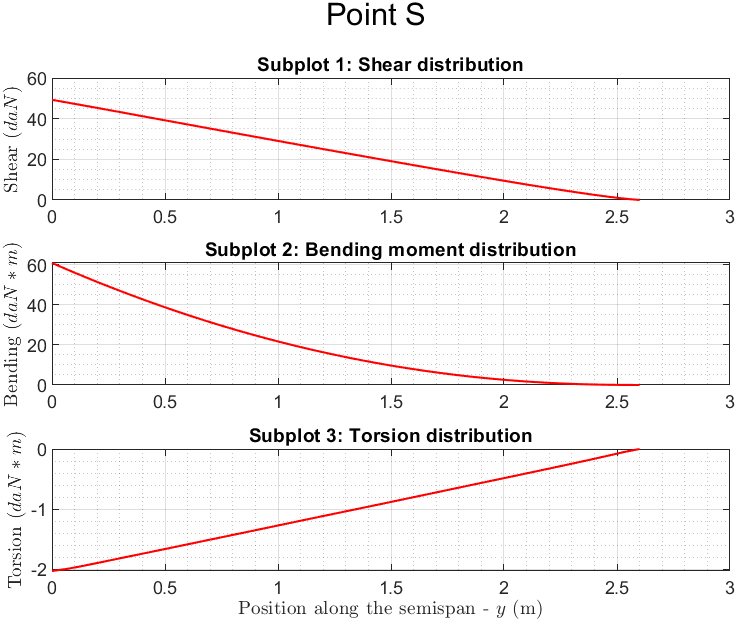 Point S
Subplot 1: Shear distribution
Shear (daN)
60
40
20
0
0 0.5 1 1.5 2 2.5 3
Subplot 2: Bending moment distribution
Bending (daN * m)
60
40
20
0
0 0.5 1 1.5 2 2.5 3
Subplot 3: Torsion distribution
Torsion (daN * m)
0
-1
-2
0 0.5 1 1.5 2 2.5 3
Position along the semispan - y (m)